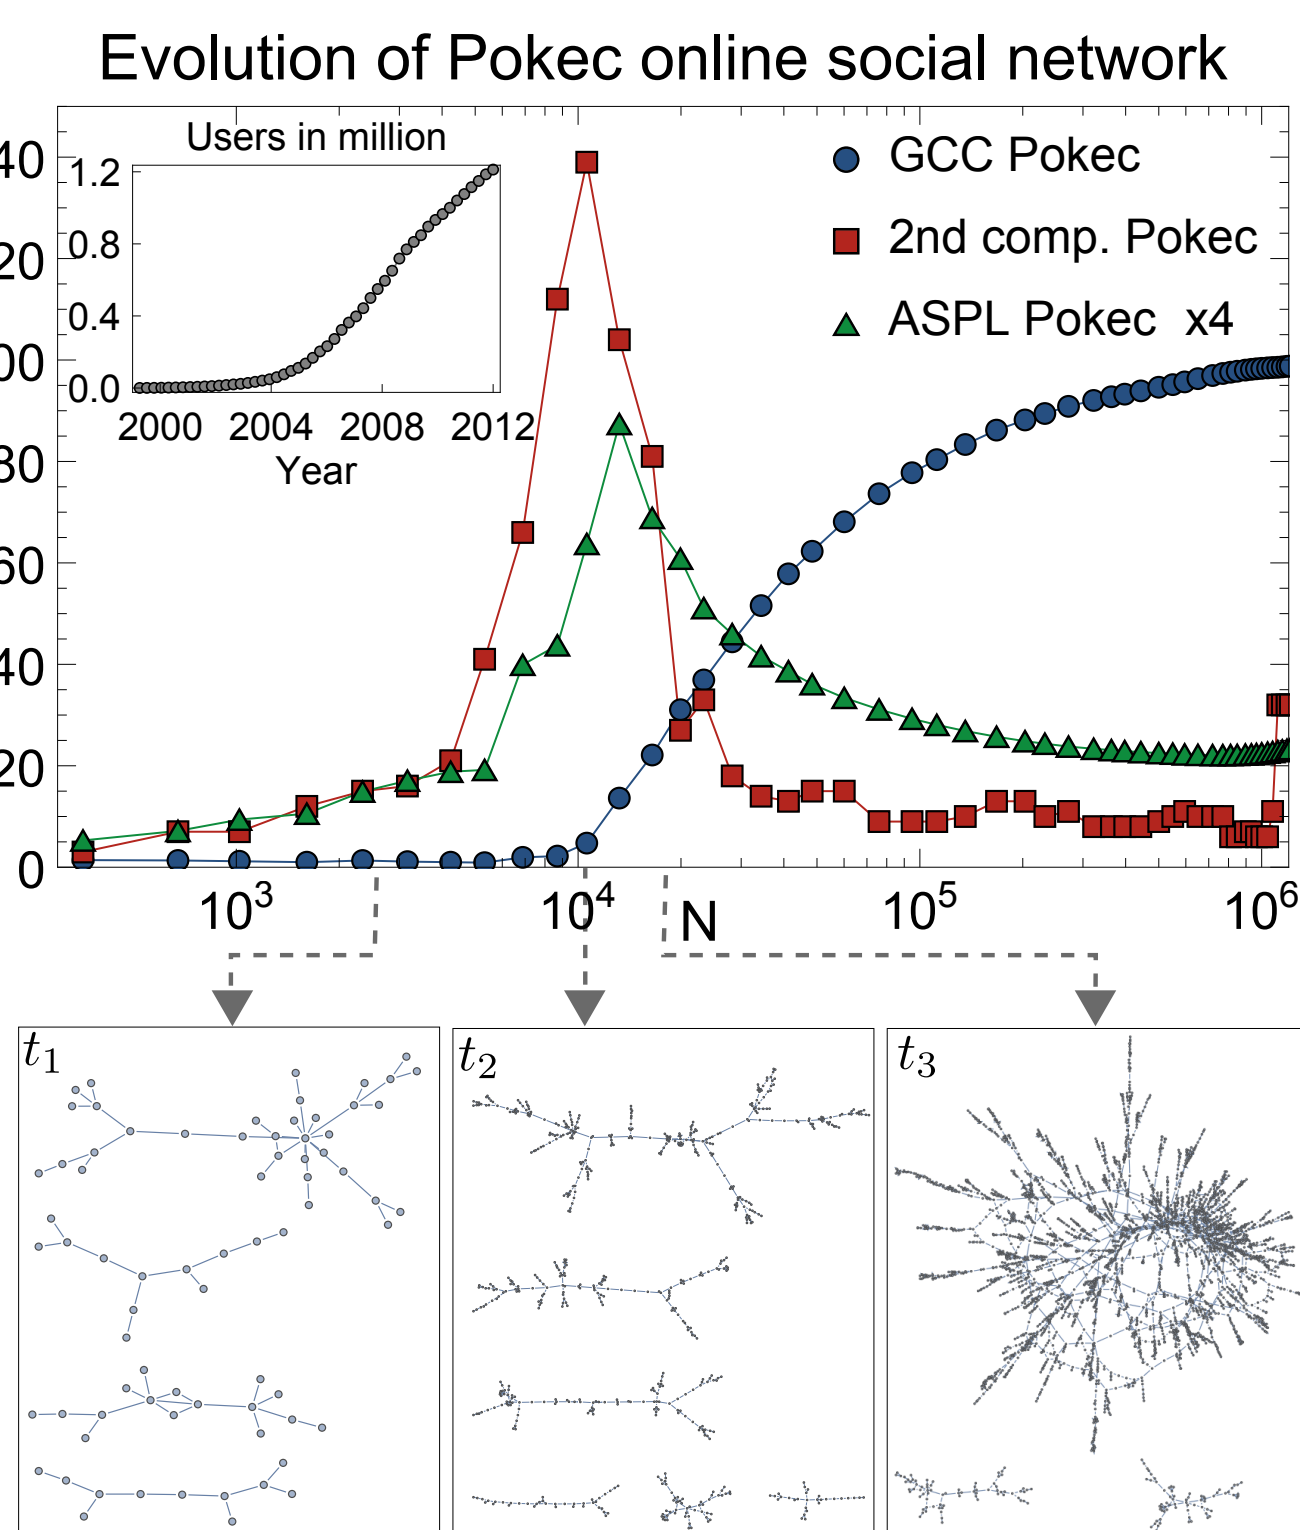 Evolution of Pokec online social network
Users in million
1.2
0.8
0.4
0.0
2000 2004 2008 2012
Year
GCC Pokec
2nd comp. Pokec
ASPL Pokec x4
40
20
00
80
60
40
20
0
10³ 10⁴ 10⁵ 10⁶
N
t₁ t₂ t₃